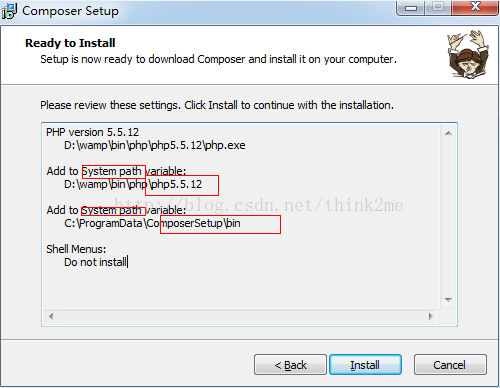 Composer Setup
Ready to Install
Setup is now ready to download Composer and install it on your computer.
Please review these settings. Click Install to continue with the installation.
PHP version 5.5.12
D:\wamp\bin\php\php5.5.12\php.exe
Add to System path variable:
D:\wamp\bin\php\php5.5.12
http://blog.csdn.net/think2me
Add to System path variable:
C:\ProgramData\ComposerSetup\bin
Shell Menus:
Do not install
< Back
Install
Cancel